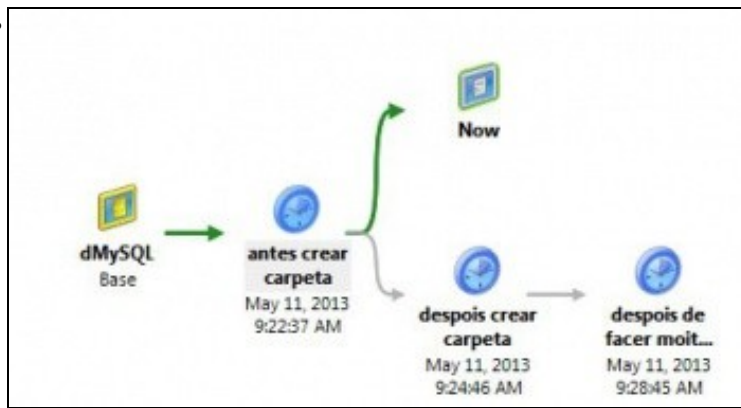 Now
dMySQL
Base
antes crear
carpeta
May 11, 2013
9:22:37 AM
despois crear
carpeta
May 11, 2013
9:24:46 AM
despois de
facer moit...
May 11, 2013
9:28:45 AM